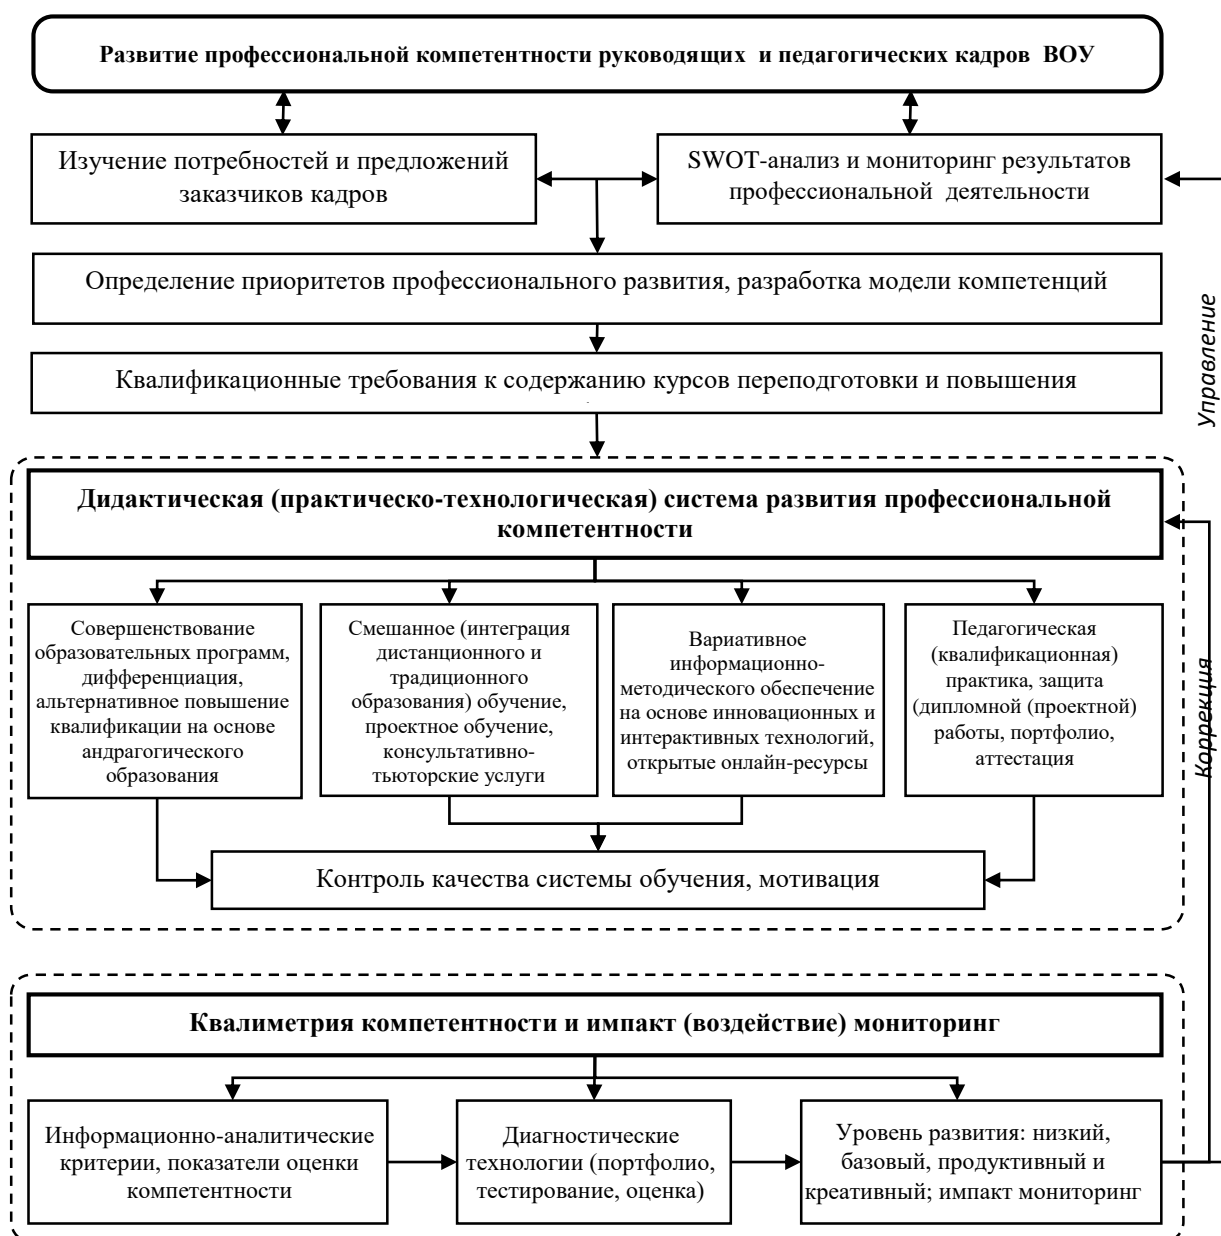 Развитие профессиональной компетентности руководящих и педагогических кадров ВОУ
Изучение потребностей и предложений
заказчиков кадров
SWOT-анализ и мониторинг результатов
профессиональной деятельности
Определение приоритетов профессионального развития, разработка модели компетенций
Управление
Квалификационные требования к содержанию курсов переподготовки и повышения
Дидактическая (практическо-технологическая) система развития профессиональной
компетентности
Совершенствование
образовательных программ,
дифференциация,
альтернативное повышение
квалификации на основе
андрагогического
образования
Смешанное (интеграция
дистанционного и
традиционного
образования) обучение,
проектное обучение,
консультативно-
тьюторские услуги
Вариативное
информационно-
методического обеспечение
на основе инновационных и
интерактивных технологий,
открытые онлайн-ресурсы
Педагогическая
(квалификационная)
практика, защита
(дипломной (проектной)
работы, портфолио,
аттестация
Коррекция
Контроль качества системы обучения, мотивация
Квалиметрия компетентности и импакт (воздействие) мониторинг
Информационно-аналитические
критерии, показатели оценки
компетентности
Диагностические
технологии (портфолио,
тестирование, оценка)
Уровень развития: низкий,
базовый, продуктивный и
креативный; импакт мониторинг